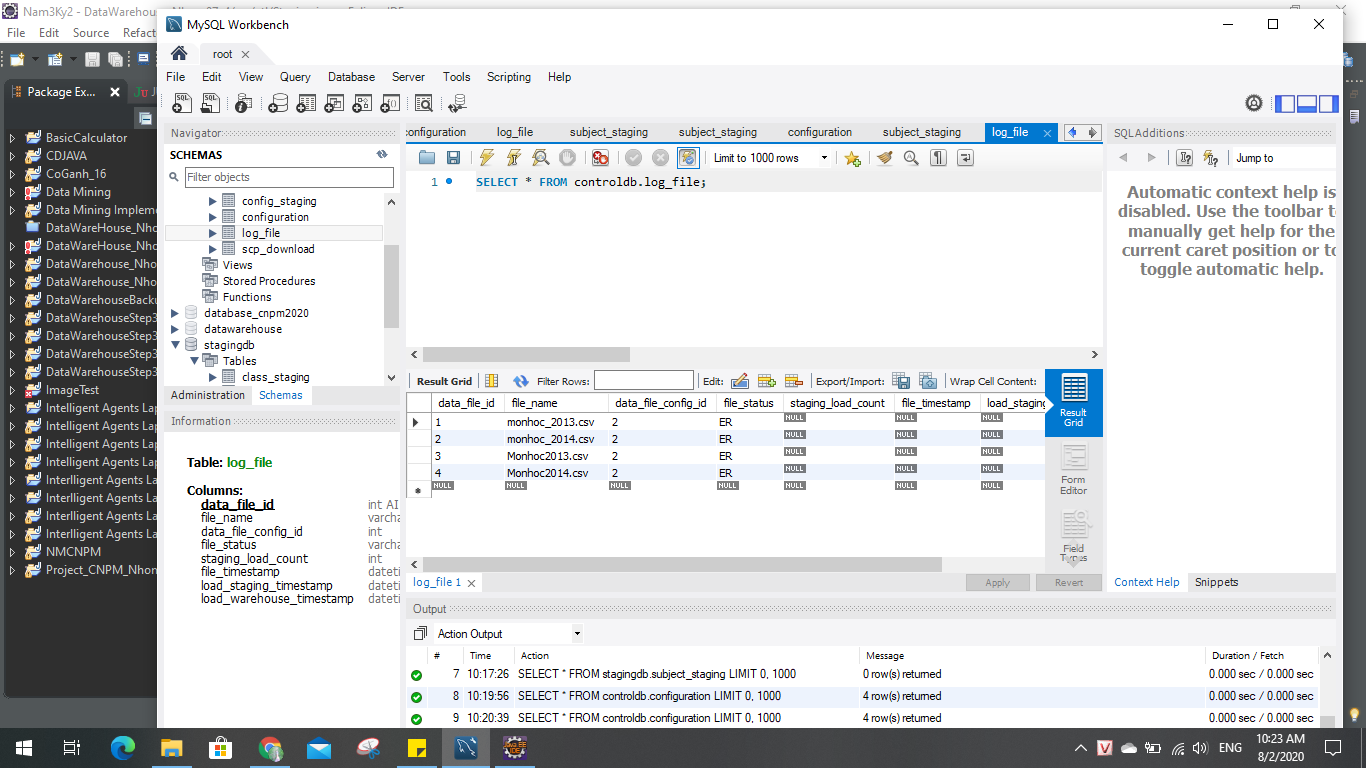 Nam3Ky2 - DataWarehou
MySQL Workbench
File Edit Source Refact
root
File Edit View Query Database Server Tools Scripting Help
Package Ex...
BasicCalculator
CDJAVA
CoGanh_16
Data Mining
Data Mining Impleme
DataWareHouse_Nho
DataWareHouse_Nho
DataWarehouse_Nho
DataWarehouse_Nho
DataWarehouseBacku
DataWarehouseStep3
DataWarehouseStep3
DataWarehouseStep3
DataWarehouseStep3
ImageTest
Intelligent Agents Lap
Intelligent Agents Lap
Intelligent Agents Lap
Intelligent Agents Lap
Interlligent Agents La
Interlligent Agents La
Interlligent Agents La
Interlligent Agents La
NMCNPM
Project_CNPM_Nhon
Navigator
SCHEMAS
Filter objects
config_staging
configuration
log_file
scp_download
Views
Stored Procedures
Functions
database_cnpm2020
datawarehouse
stagingdb
Tables
class_staging
Administration Schemas
Information
Table: log_file
Columns:
data_file_id int AI
file_name varcha
data_file_config_id int
file_status varcha
staging_load_count int
file_timestamp dateti
load_staging_timestamp dateti
load_warehouse_timestamp dateti
onfiguration log_file subject_staging subject_staging configuration subject_staging log_file
Limit to 1000 rows
1 SELECT * FROM controldb.log_file;
Result Grid Filter Rows: Edit: Export/Import: Wrap Cell Content:
data_file_id file_name data_file_config_id file_status staging_load_count file_timestamp load_staging
1 monhoc_2013.csv 2 ER NULL NULL NULL
2 monhoc_2014.csv 2 ER NULL NULL NULL
3 Monhoc2013.csv 2 ER NULL NULL NULL
4 Monhoc2014.csv 2 ER NULL NULL NULL
NULL NULL NULL NULL NULL NULL NULL
Result
Grid
Form
Editor
Field
Types
log_file 1 Apply Revert
SQLAdditions
Jump to
Automatic context help is
disabled. Use the toolbar t
manually get help for the
current caret position or to
toggle automatic help.
Context Help Snippets
Output
Action Output
# Time Action Message Duration / Fetch
7 10:17:26 SELECT * FROM stagingdb.subject_staging LIMIT 0, 1000 0 row(s) returned 0.000 sec / 0.000 sec
8 10:19:56 SELECT * FROM controldb.configuration LIMIT 0, 1000 4 row(s) returned 0.000 sec / 0.000 sec
9 10:20:39 SELECT * FROM controldb.configuration LIMIT 0, 1000 4 row(s) returned 0.000 sec / 0.000 sec
ENG
10:23 AM
8/2/2020